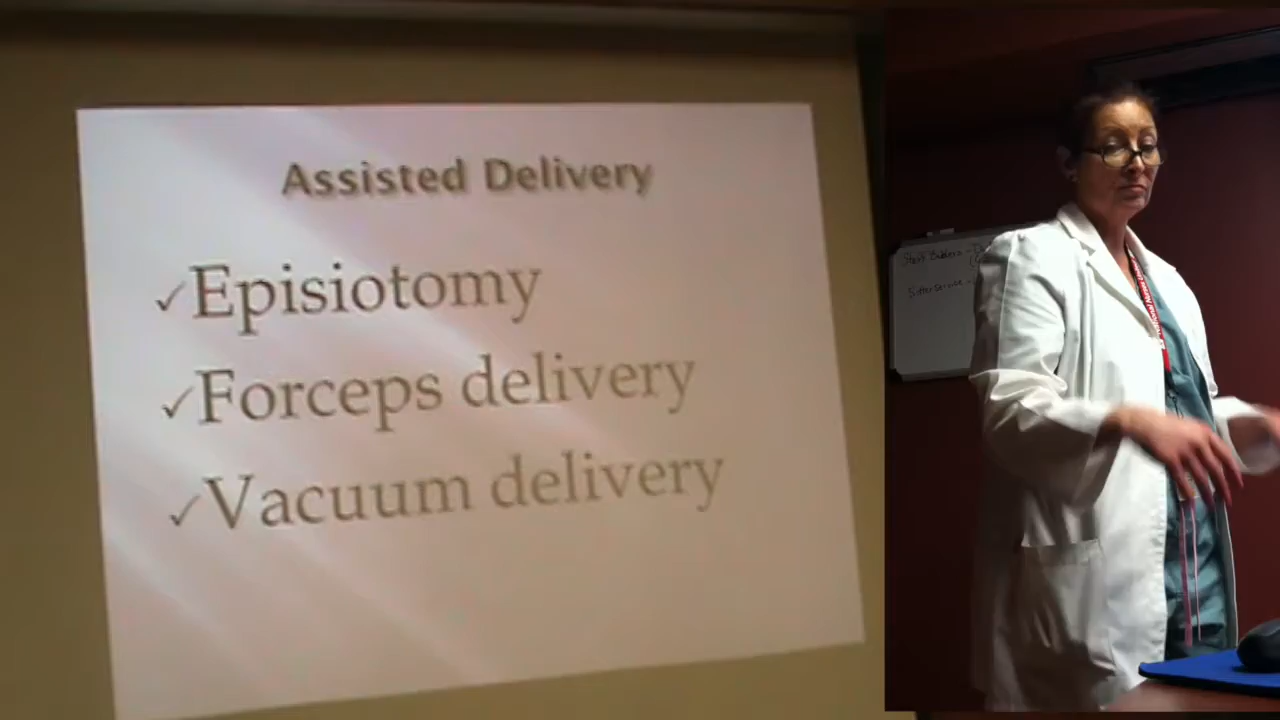 Assisted Delivery
✓Episiotomy
✓Forceps delivery
✓Vacuum delivery